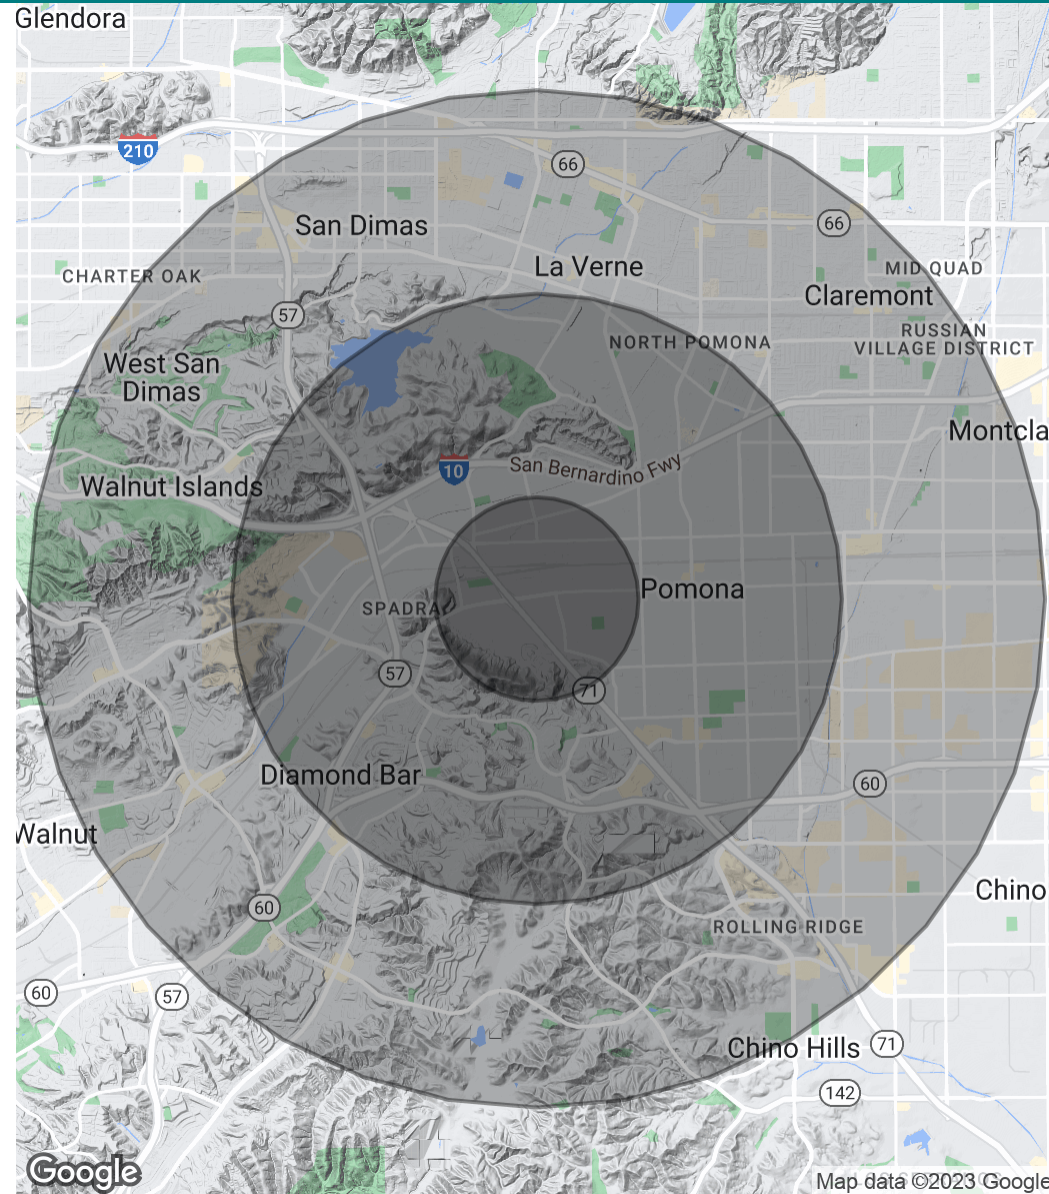 Glendora
210
66
66
San Dimas
La Verne
MID QUAD
CHARTER OAK
Claremont
57
RUSSIAN
VILLAGE DISTRICT
NORTH POMONA
West San
Dimas
Montcla
10
San Bernardino Fwy
Walnut Islands
Pomona
SPADRA
57
71
Diamond Bar
60
Walnut
Chino
60
ROLLING RIDGE
60
57
71
Chino Hills
142
Google
Map data ©2023 Google